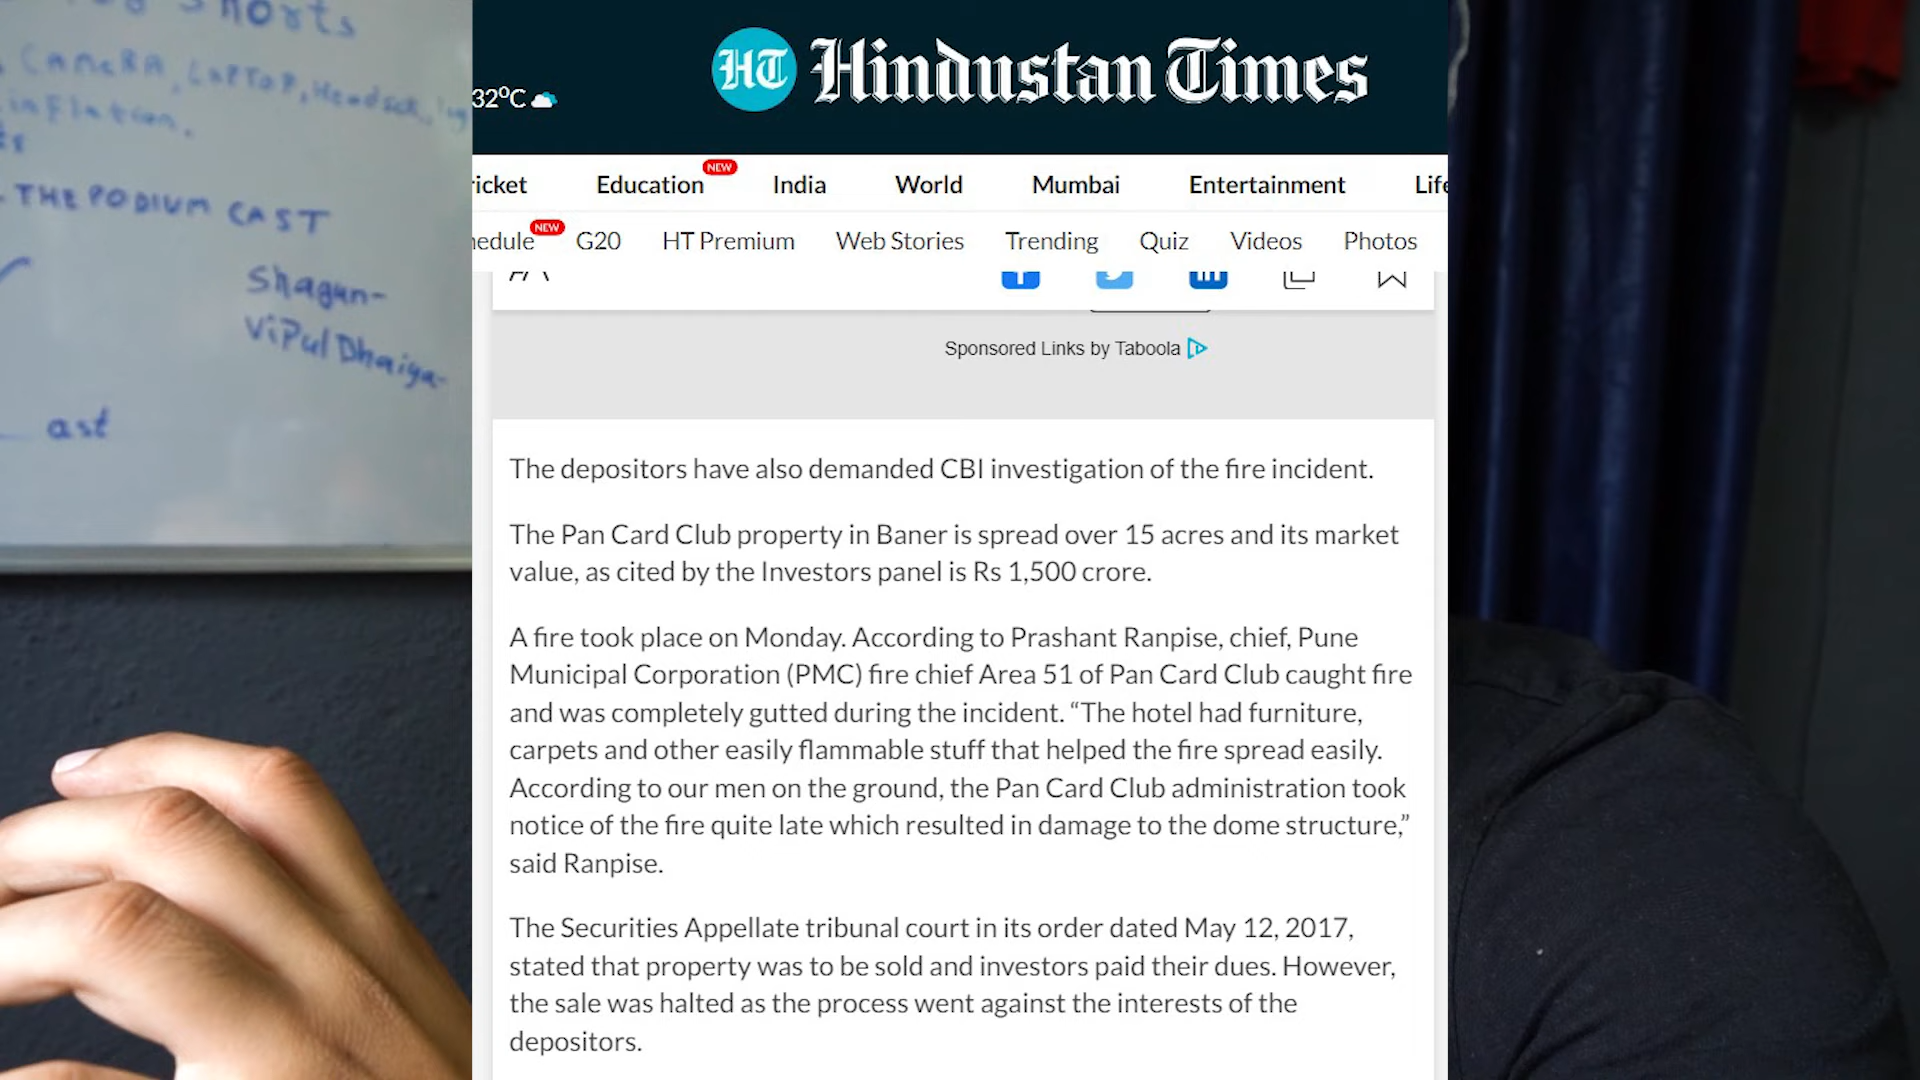 Shorts
CAMERA, LAPTOP, Headset,
inflation.
THE PODIUM CAST
Shagun-
Vipul Dhaiya-
ast
HT Hindustan Times
32°C
icket Education NEW India World Mumbai Entertainment Life
hedule NEW G20 HT Premium Web Stories Trending Quiz Videos Photos
Sponsored Links by Taboola
The depositors have also demanded CBI investigation of the fire incident.
The Pan Card Club property in Baner is spread over 15 acres and its market
value, as cited by the Investors panel is Rs 1,500 crore.
A fire took place on Monday. According to Prashant Ranpise, chief, Pune
Municipal Corporation (PMC) fire chief Area 51 of Pan Card Club caught fire
and was completely gutted during the incident. “The hotel had furniture,
carpets and other easily flammable stuff that helped the fire spread easily.
According to our men on the ground, the Pan Card Club administration took
notice of the fire quite late which resulted in damage to the dome structure,”
said Ranpise.
The Securities Appellate tribunal court in its order dated May 12, 2017,
stated that property was to be sold and investors paid their dues. However,
the sale was halted as the process went against the interests of the
depositors.